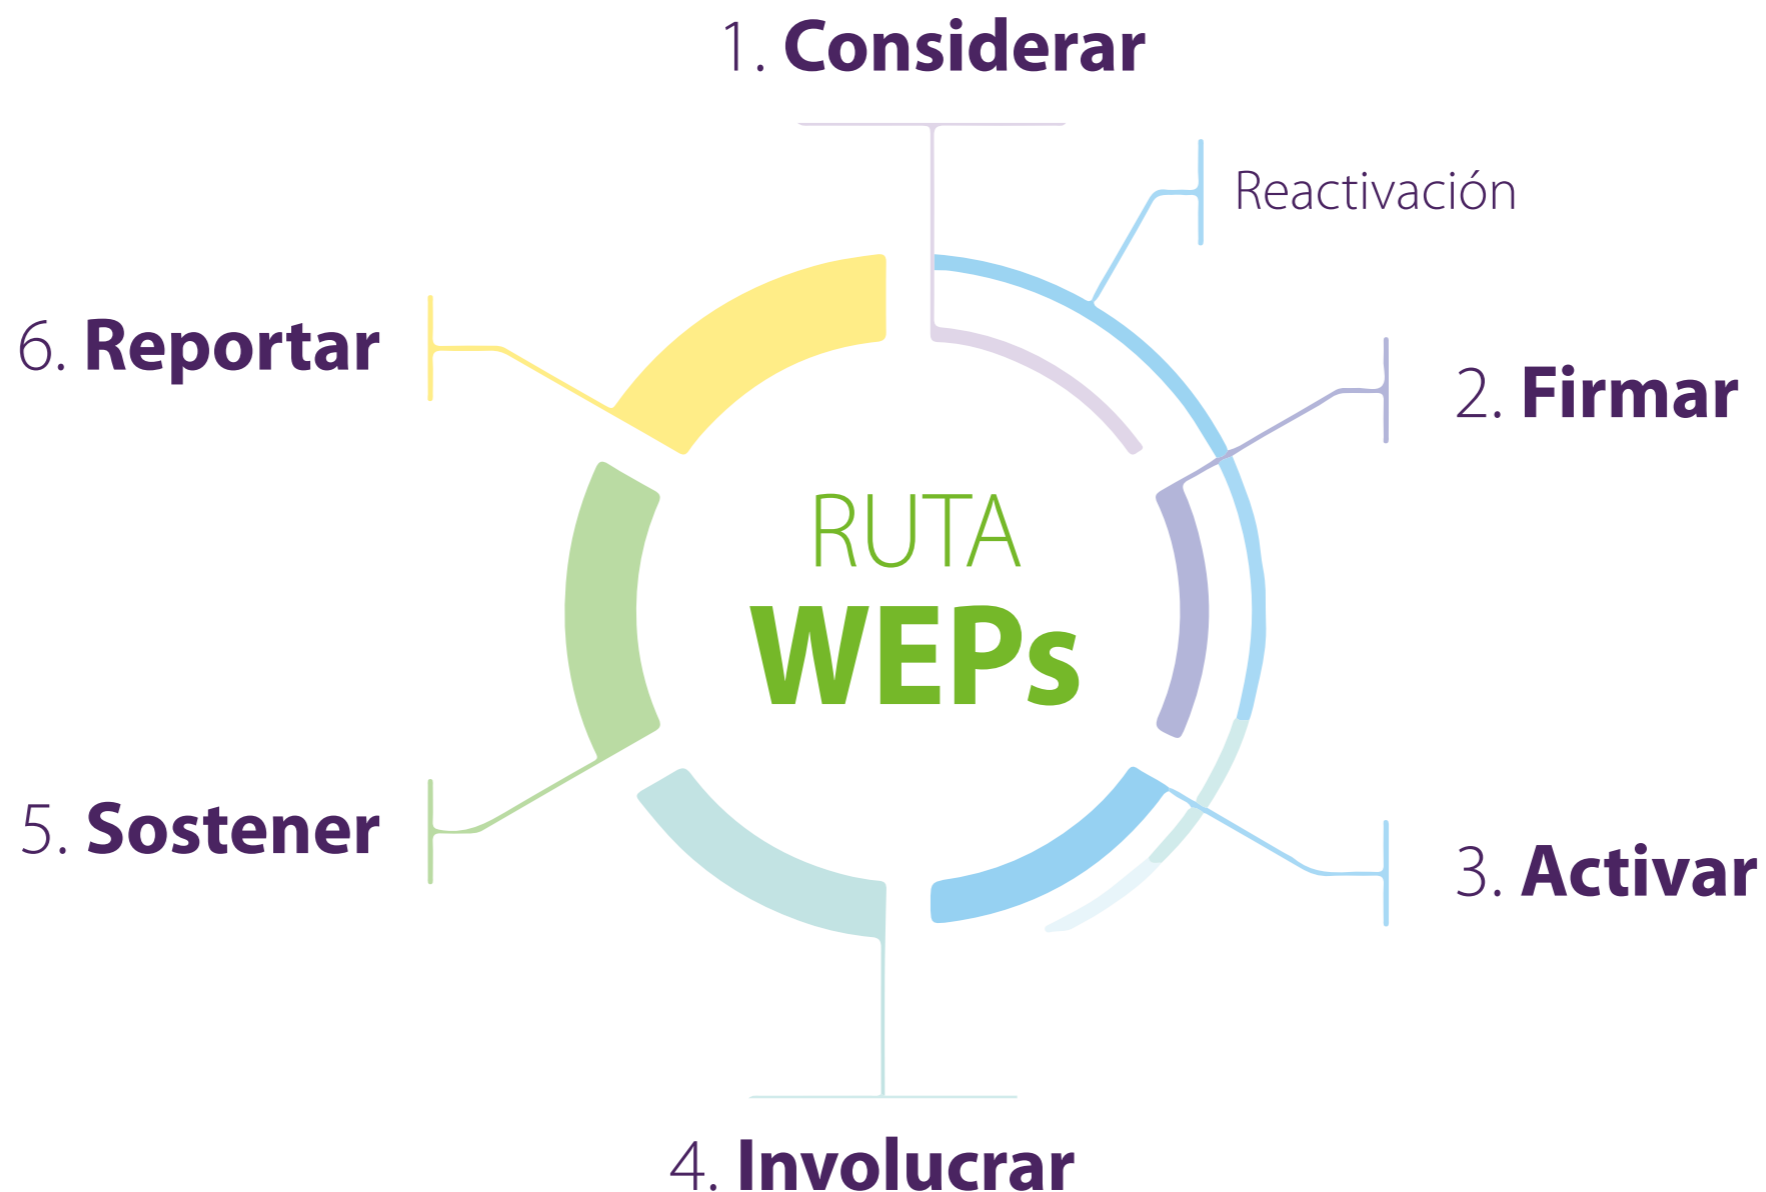 1. Considerar
Reactivación
2. Firmar
3. Activar
4. Involucrar
5. Sostener
6. Reportar
RUTA
WEPs